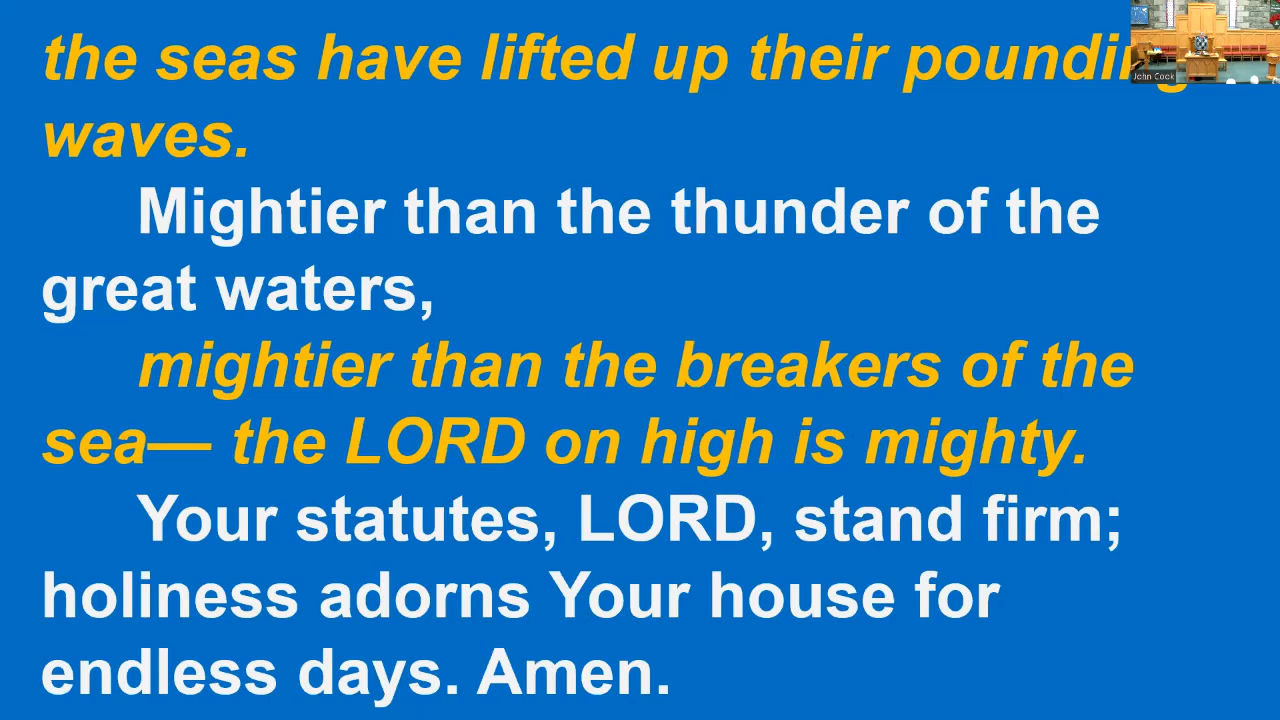 the seas have lifted up their pounding
waves.
Mightier than the thunder of the
great waters,
mightier than the breakers of the
sea— the LORD on high is mighty.
Your statutes, LORD, stand firm;
holiness adorns Your house for
endless days. Amen.
John Cook